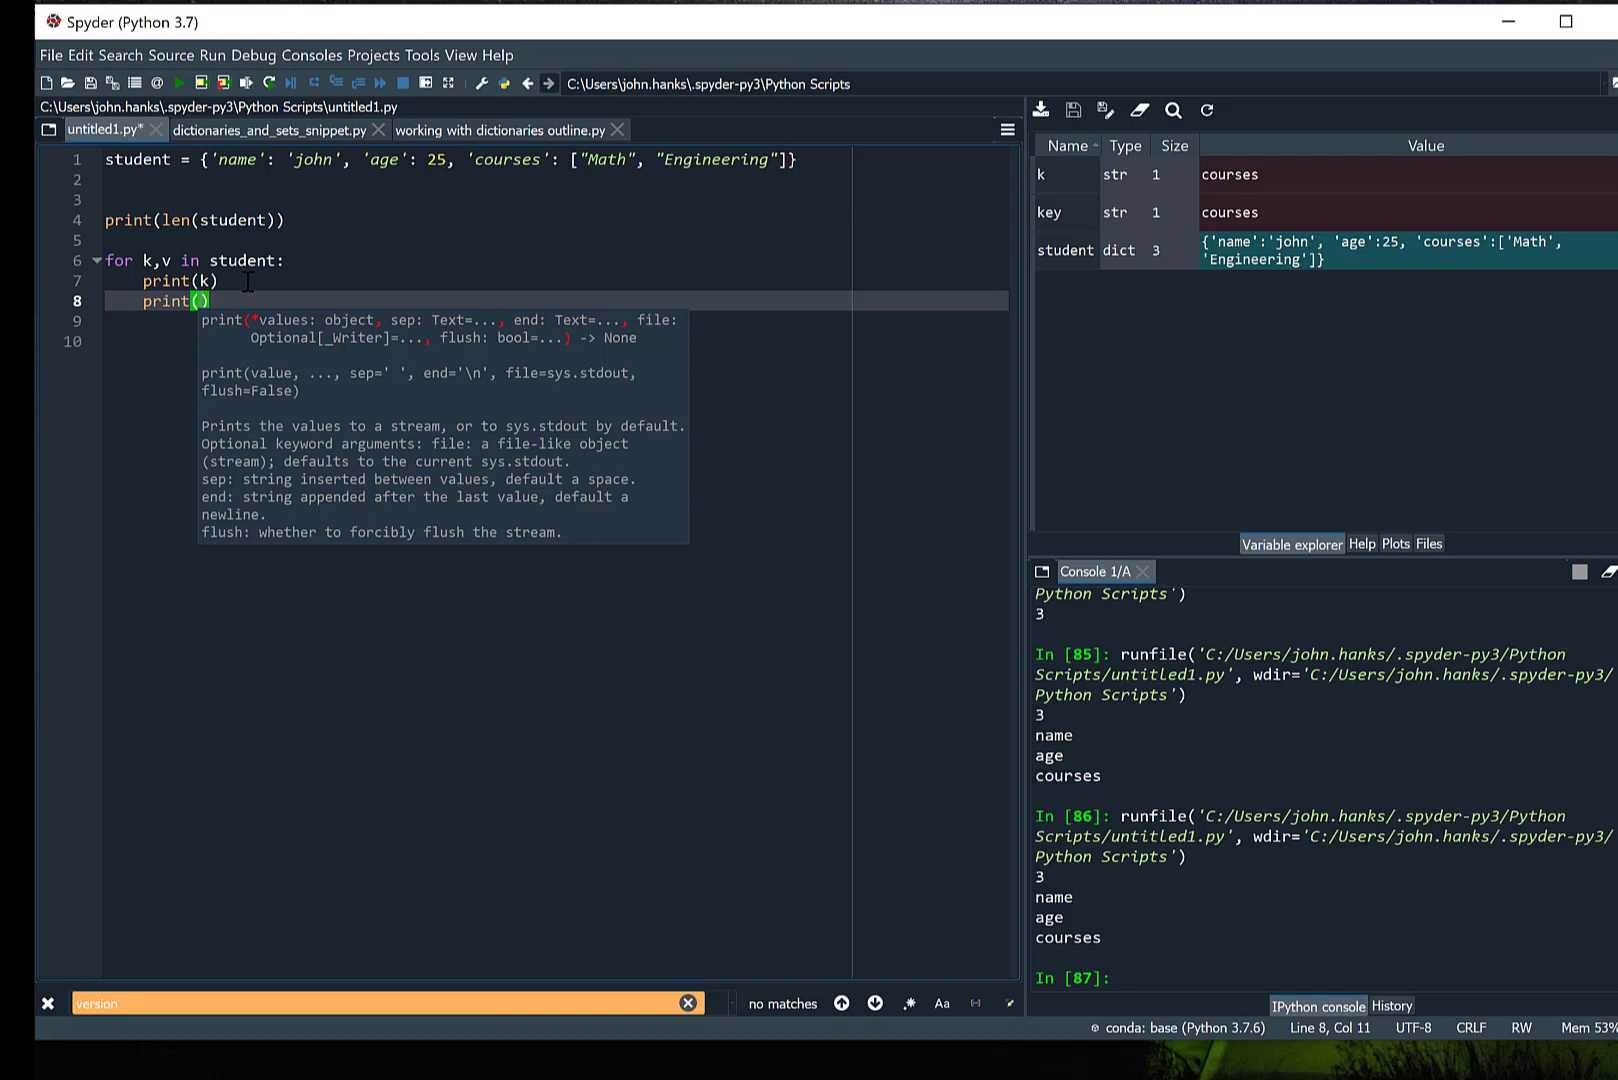 Spyder (Python 3.7)
File Edit Search Source Run Debug Consoles Projects Tools View Help
C:\Users\john.hanks\.spyder-py3\Python Scripts
C:\Users\john.hanks\.spyder-py3\Python Scripts\untitled1.py
untitled1.py* dictionaries_and_sets_snippet.py working with dictionaries outline.py
1 student = {'name': 'john', 'age': 25, 'courses': ["Math", "Engineering"]}
2
3
4 print(len(student))
5
6 for k,v in student:
7 print(k)
8 print()
9
10
print(*values: object, sep: Text=..., end: Text=..., file:
Optional[_Writer]=..., flush: bool=...) -> None
print(value, ..., sep=' ', end='\n', file=sys.stdout,
flush=False)
Prints the values to a stream, or to sys.stdout by default.
Optional keyword arguments: file: a file-like object
(stream); defaults to the current sys.stdout.
sep: string inserted between values, default a space.
end: string appended after the last value, default a
newline.
flush: whether to forcibly flush the stream.
version
no matches
Aa
Name Type Size Value
k str 1 courses
key str 1 courses
student dict 3 {'name':'john', 'age':25, 'courses':['Math',
'Engineering']}
Variable explorer Help Plots Files
Console 1/A
Python Scripts')
3
In [85]: runfile('C:/Users/john.hanks/.spyder-py3/Python
Scripts/untitled1.py', wdir='C:/Users/john.hanks/.spyder-py3/
Python Scripts')
3
name
age
courses
In [86]: runfile('C:/Users/john.hanks/.spyder-py3/Python
Scripts/untitled1.py', wdir='C:/Users/john.hanks/.spyder-py3/
Python Scripts')
3
name
age
courses
In [87]:
IPython console History
conda: base (Python 3.7.6) Line 8, Col 11 UTF-8 CRLF RW Mem 53%